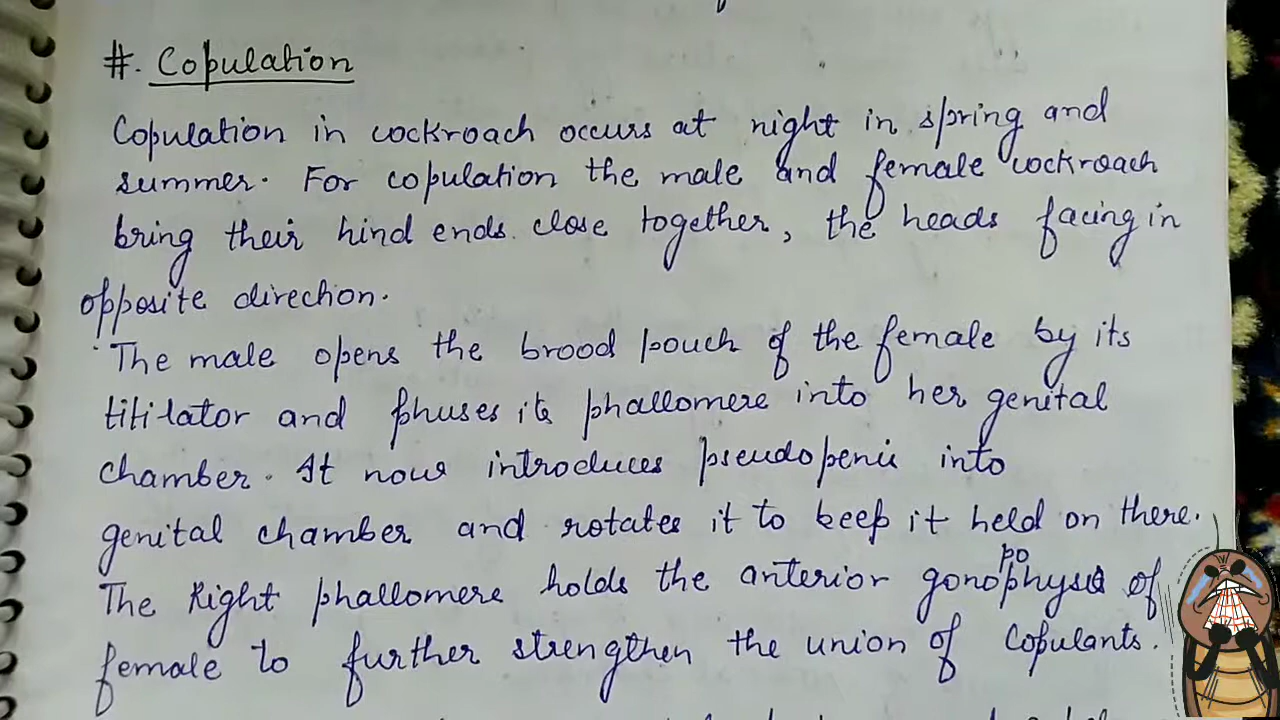 #. Copulation
Copulation in cockroach occurs at night in spring and
summer. For copulation the male and female cockroach
bring their hind ends close together, the heads facing in
opposite direction.
The male opens the brood pouch of the female by its
titilator and phuses its phallomere into her genital
chamber. It now introduces pseudopenis into
genital chamber and rotates it to keep it held on there.
The Right phallomere holds the anterior gonopophysis of
female to further strengthen the union of copulants.